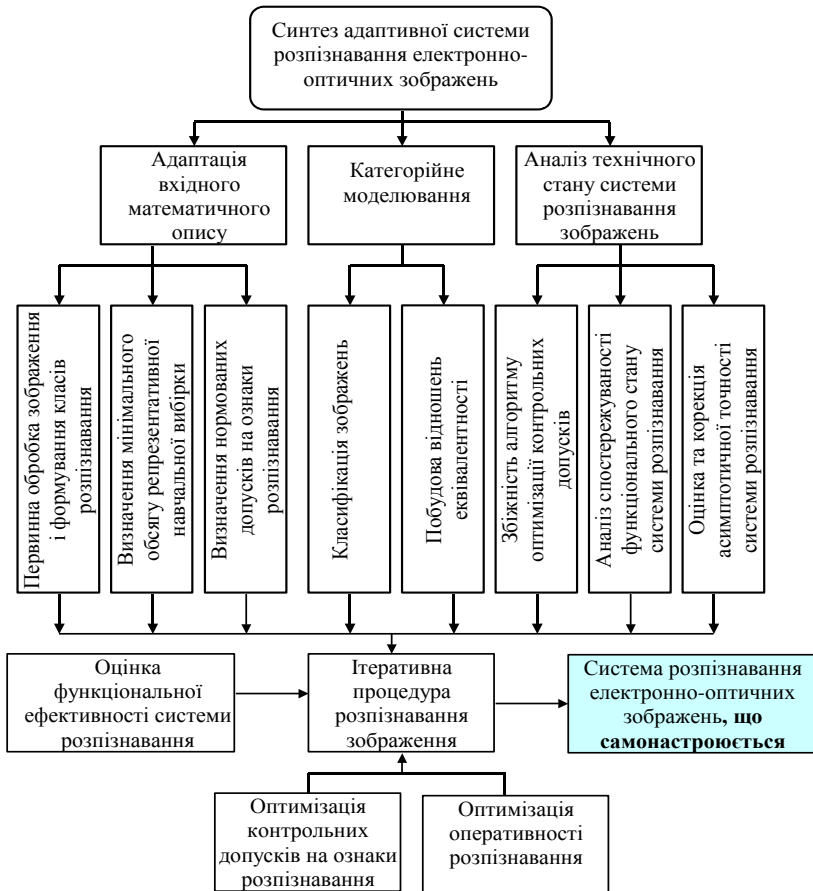 Синтез адаптивної системи
розпізнавання електронно-
оптичних зображень
Адаптація
вхідного
математичного
опису
Категорійне
моделювання
Аналіз технічного
стану системи
розпізнавання
зображень
Первинна обробка зображення
і формування класів
розпізнавання
Визначення мінімального
обсягу репрезентативної
навчальної вибірки
Визначення нормованих
допусків на ознаки
розпізнавання
Класифікація зображень
Побудова відношень
еквівалентності
Збіжність алгоритму
оптимізації контрольних
допусків
Аналіз спостережуваності
функціонального стану
системи розпізнавання
Оцінка та корекція
асимптотичної точності
системи розпізнавання
Оцінка
функціональної
ефективності системи
розпізнавання
Ітеративна
процедура
розпізнавання
зображення
Система розпізнавання
електронно-оптичних
зображень, що
самонастроюється
Оптимізація
контрольних
допусків на ознаки
розпізнавання
Оптимізація
оперативності
розпізнавання